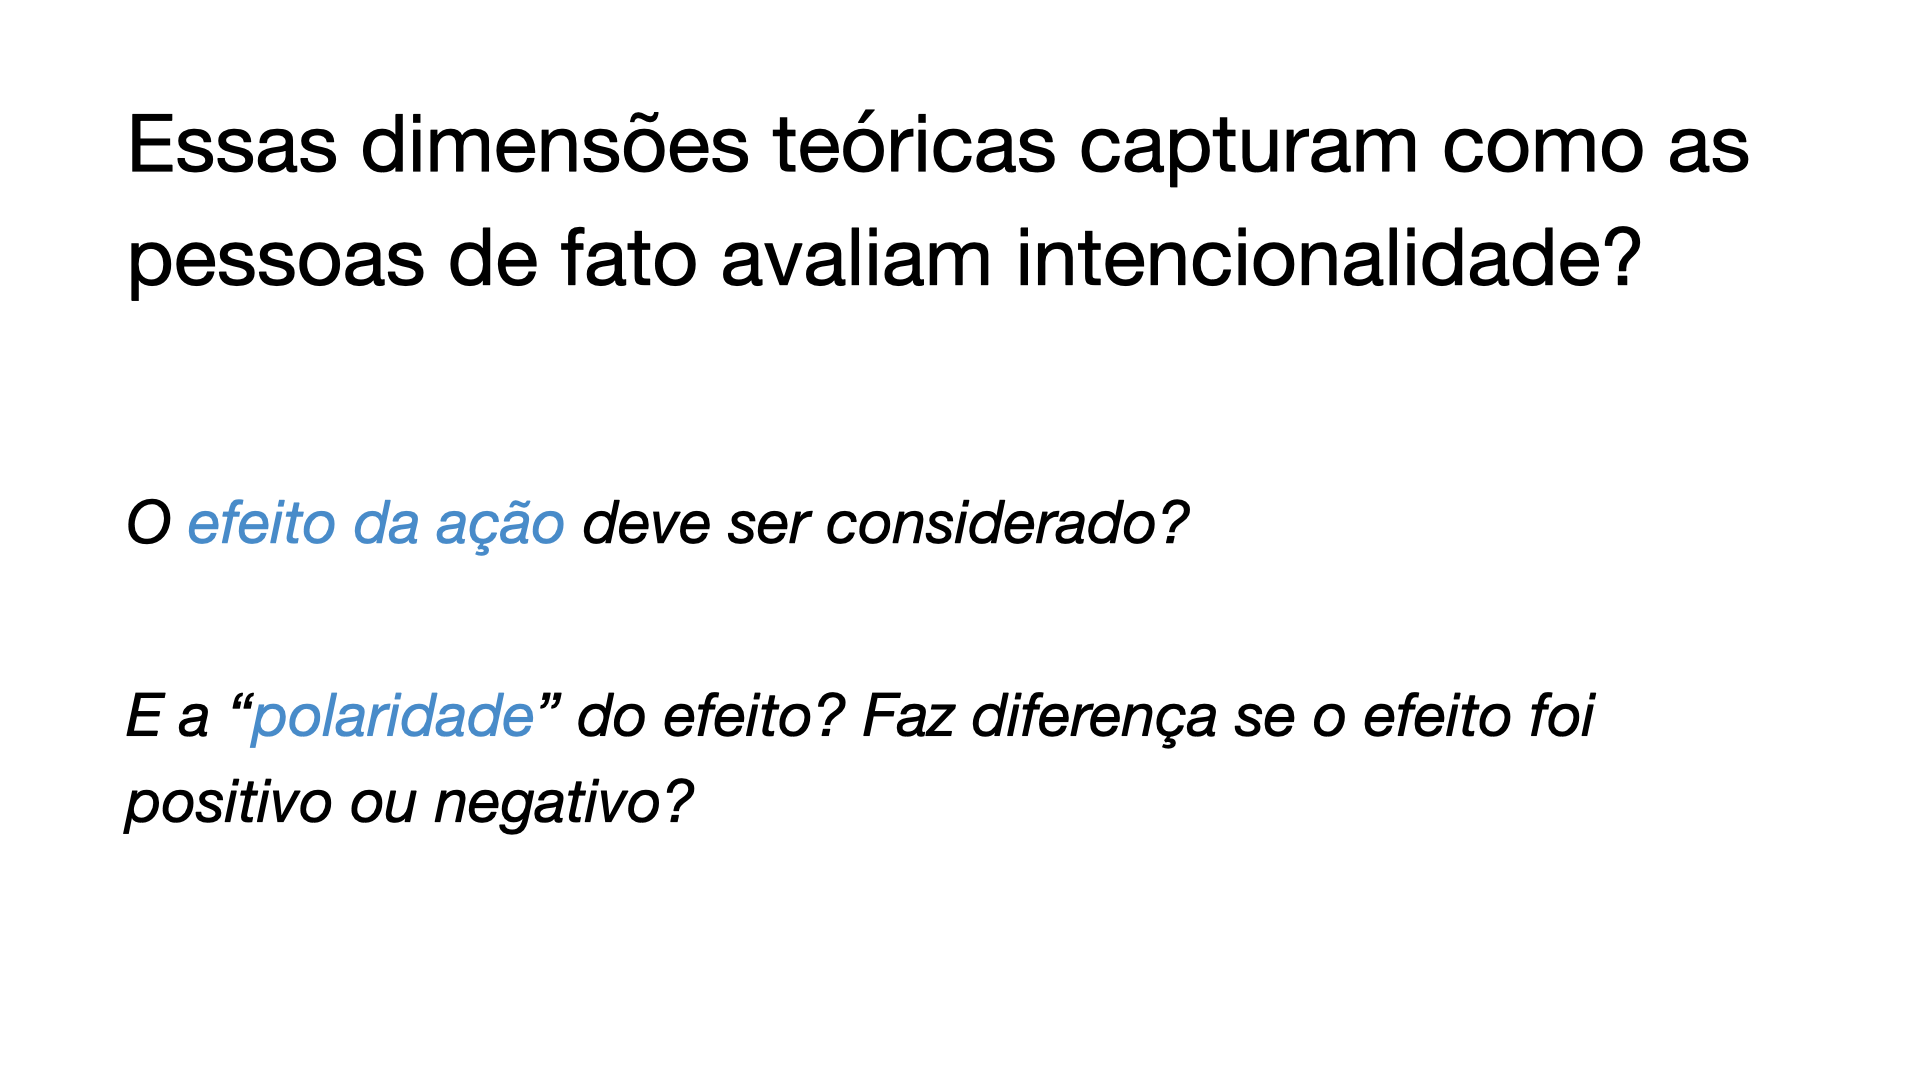 Essas dimensões teóricas capturam como as
pessoas de fato avaliam intencionalidade?
O efeito da ação deve ser considerado?
E a “polaridade” do efeito? Faz diferença se o efeito foi
positivo ou negativo?